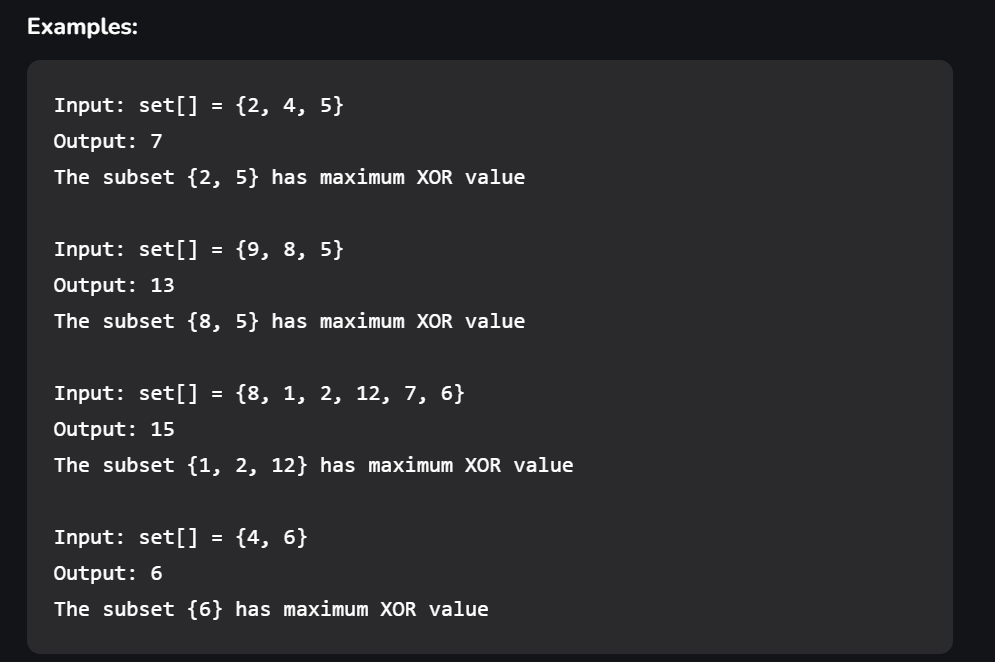 Examples:
Input: set[] = {2, 4, 5}
Output: 7
The subset {2, 5} has maximum XOR value
Input: set[] = {9, 8, 5}
Output: 13
The subset {8, 5} has maximum XOR value
Input: set[] = {8, 1, 2, 12, 7, 6}
Output: 15
The subset {1, 2, 12} has maximum XOR value
Input: set[] = {4, 6}
Output: 6
The subset {6} has maximum XOR value